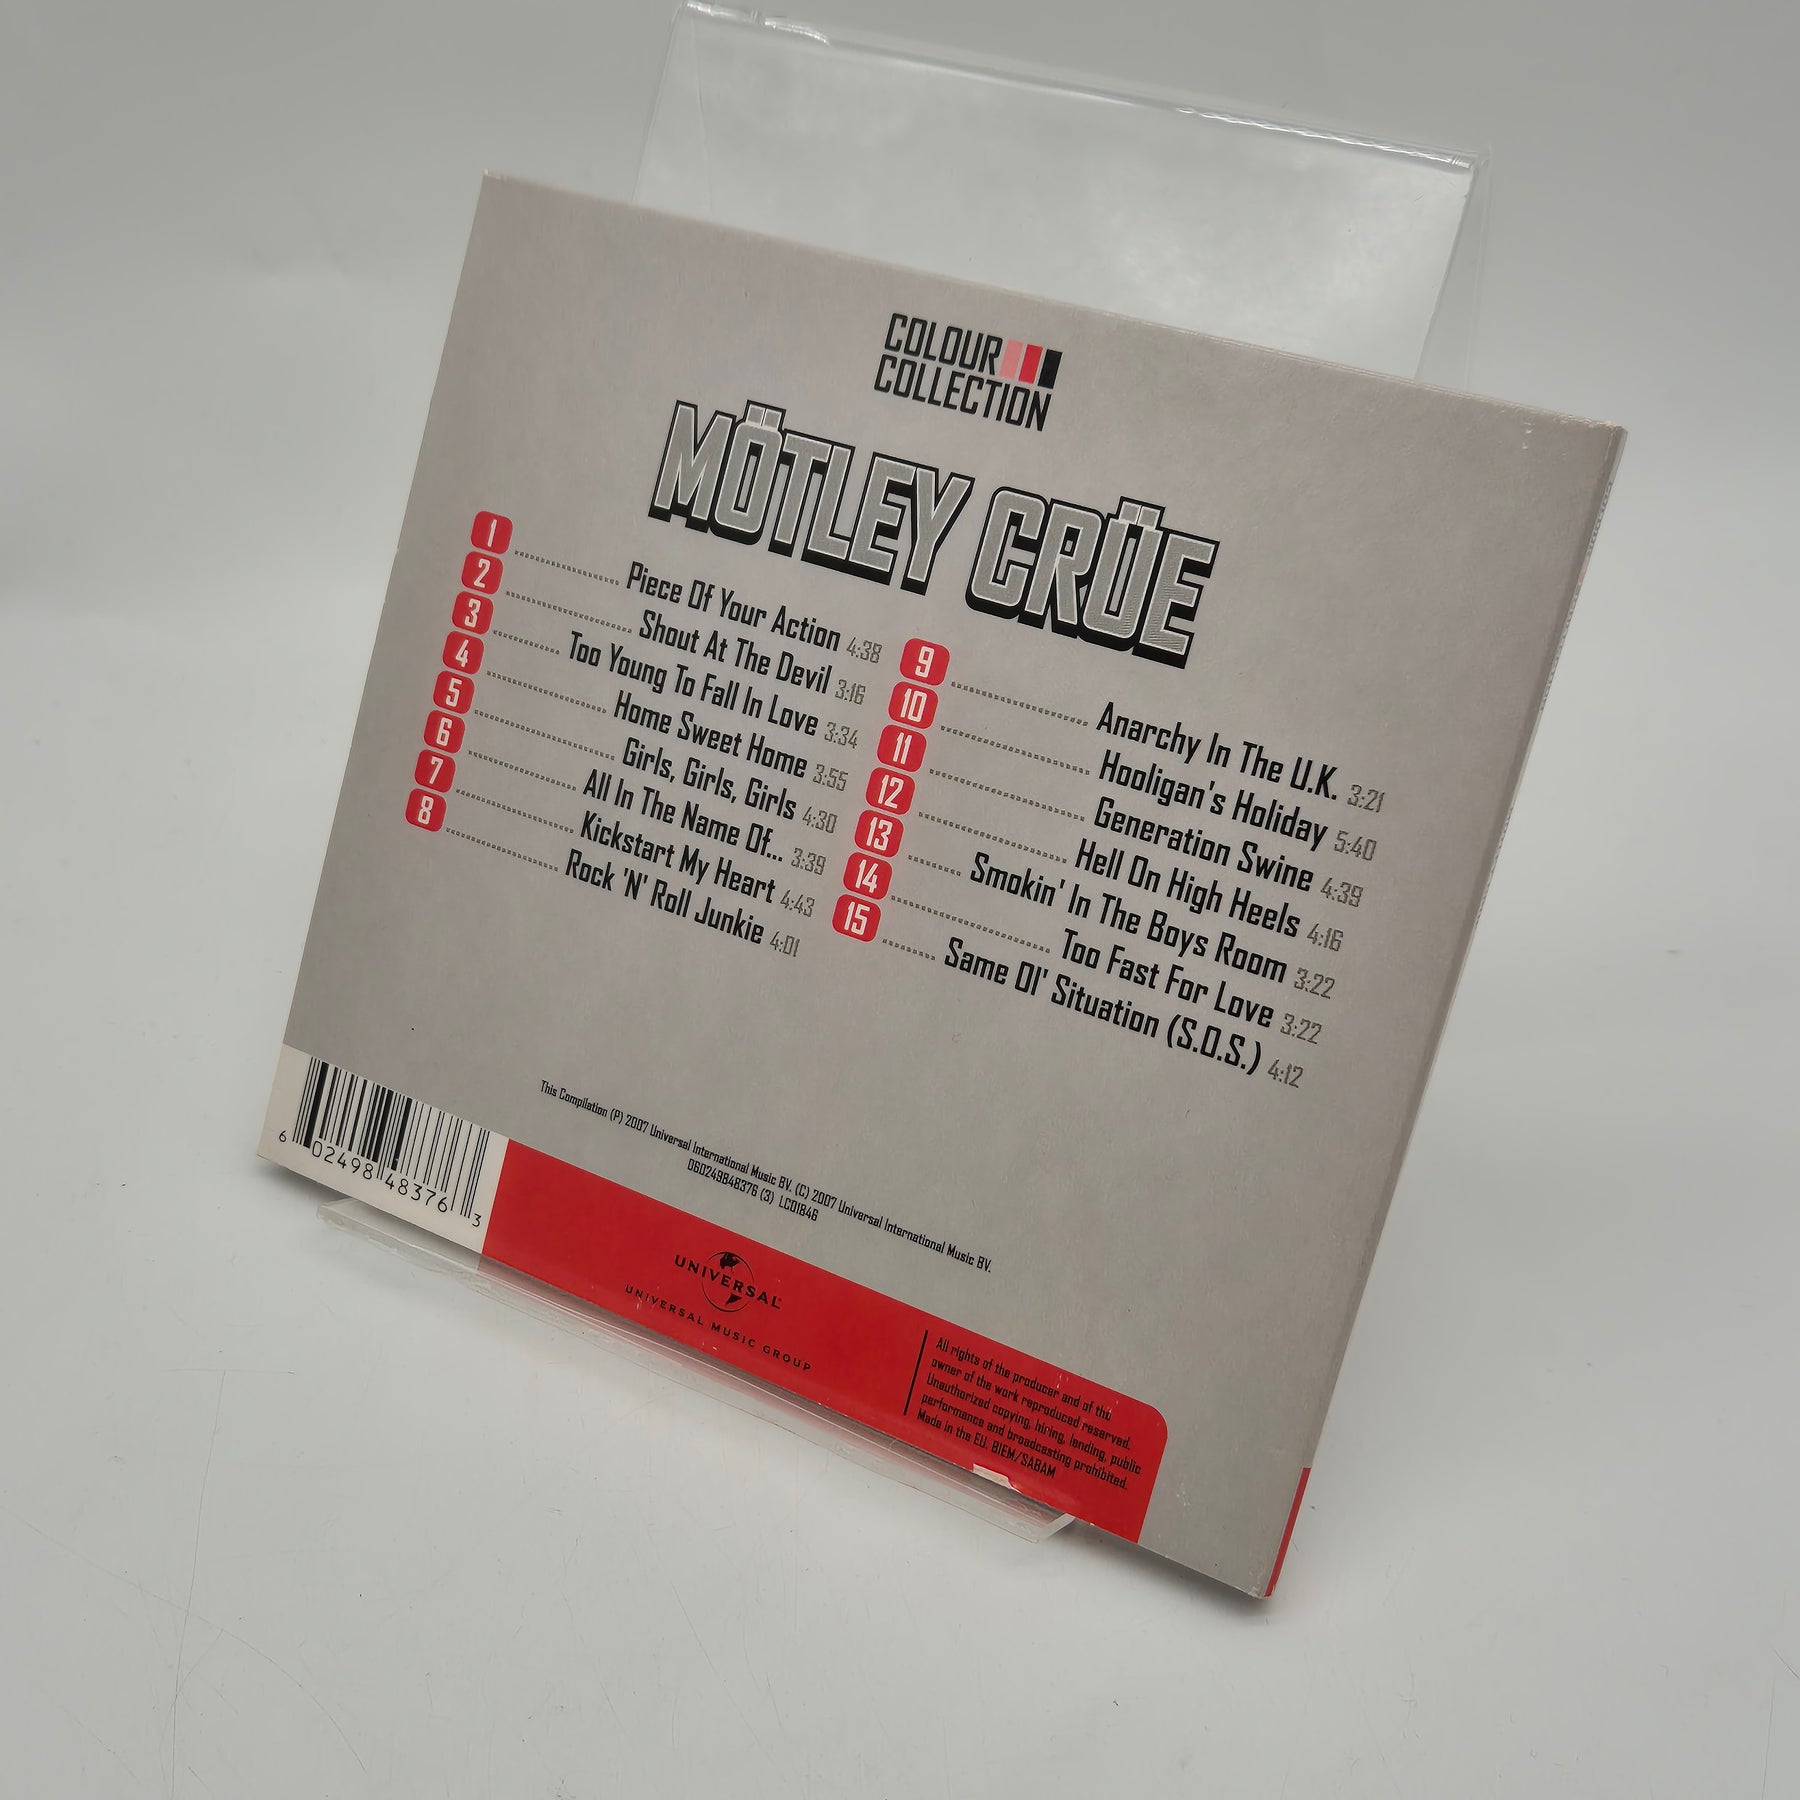 COLOUR
COLLECTION
MÖTLEY CRÜE
1 Piece Of Your Action 4:38
2 Shout At The Devil 3:16
3 Too Young To Fall In Love 3:34
4 Home Sweet Home 3:55
5 Girls, Girls, Girls 4:30
6 All In The Name Of... 3:39
7 Kickstart My Heart 4:43
8 Rock 'N' Roll Junkie 4:01
9 Anarchy In The U.K. 3:21
10 Hooligan's Holiday 5:40
11 Generation Swine 4:39
12 Hell On High Heels 4:16
13 Smokin' In The Boys Room 3:22
14 Too Fast For Love 3:22
15 Same Ol' Situation (S.O.S.) 4:12
This Compilation (P) 2007 Universal International Music BV. (C) 2007 Universal International Music BV.
060249848376 (3) LC01846
6 02498 48376 3
UNIVERSAL
UNIVERSAL MUSIC GROUP
All rights of the producer and of the
owner of the work reproduced reserved.
Unauthorized copying, hiring, lending, public
performance and broadcasting prohibited.
Made in the EU. BIEM/SABAM